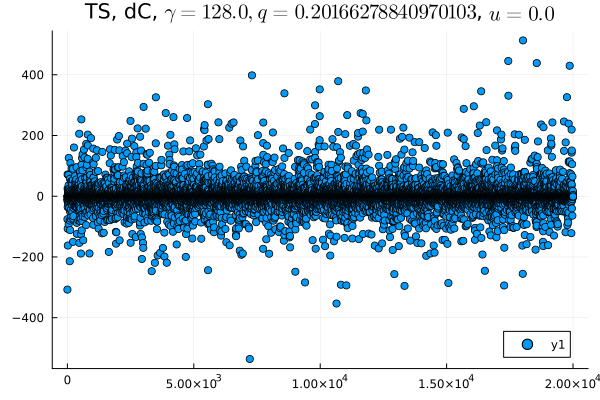 TS, dC, γ = 128.0, q = 0.20166278840970103, u = 0.0
400
200
0
−200
−400
y1
0 5.00×10³ 1.00×10⁴ 1.50×10⁴ 2.00×10⁴